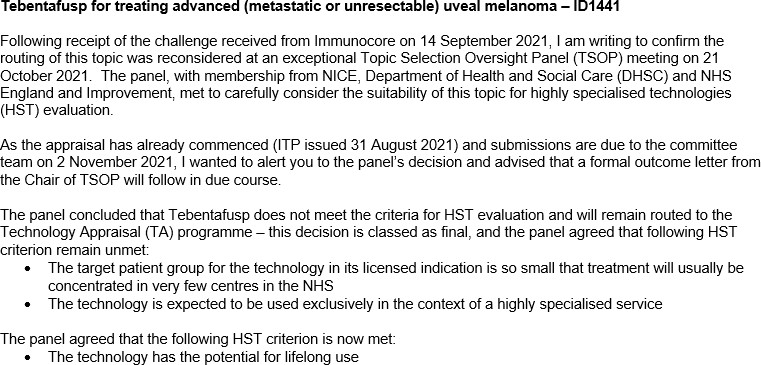 Tebentafusp for treating advanced (metastatic or unresectable) uveal melanoma – ID1441
Following receipt of the challenge received from Immunocore on 14 September 2021, I am writing to confirm the
routing of this topic was reconsidered at an exceptional Topic Selection Oversight Panel (TSOP) meeting on 21
October 2021.  The panel, with membership from NICE, Department of Health and Social Care (DHSC) and NHS
England and Improvement, met to carefully consider the suitability of this topic for highly specialised technologies
(HST) evaluation.
As the appraisal has already commenced (ITP issued 31 August 2021) and submissions are due to the committee
team on 2 November 2021, I wanted to alert you to the panel's decision and advised that a formal outcome letter from
the Chair of TSOP will follow in due course.
The panel concluded that Tebentafusp does not meet the criteria for HST evaluation and will remain routed to the
Technology Appraisal (TA) programme – this decision is classed as final, and the panel agreed that following HST
criterion remain unmet:
• The target patient group for the technology in its licensed indication is so small that treatment will usually be
concentrated in very few centres in the NHS
• The technology is expected to be used exclusively in the context of a highly specialised service
The panel agreed that the following HST criterion is now met:
• The technology has the potential for lifelong use